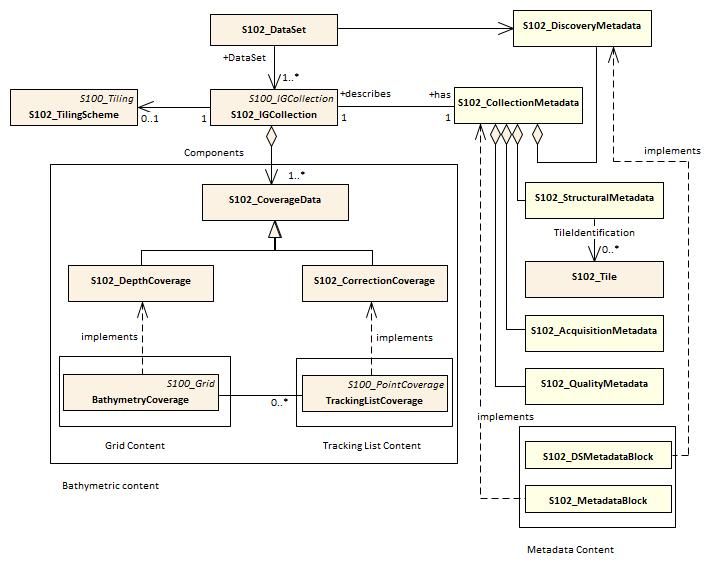 S102_DataSet
S102_DiscoveryMetadata
+DataSet
1..*
S100_Tiling
S102_TilingScheme
0..1
1
S100_IGCollection
S102_IGCollection
+describes
1
+has
1
S102_CollectionMetadata
Components
1..*
implements
S102_CoverageData
S102_StructuralMetadata
TileIdentification
0..*
S102_DepthCoverage
S102_CorrectionCoverage
S102_Tile
implements
implements
S102_AcquisitionMetadata
S100_Grid
BathymetryCoverage
0..*
S100_PointCoverage
TrackingListCoverage
S102_QualityMetadata
implements
Grid Content
Tracking List Content
S102_DSMetadataBlock
Bathymetric content
S102_MetadataBlock
Metadata Content